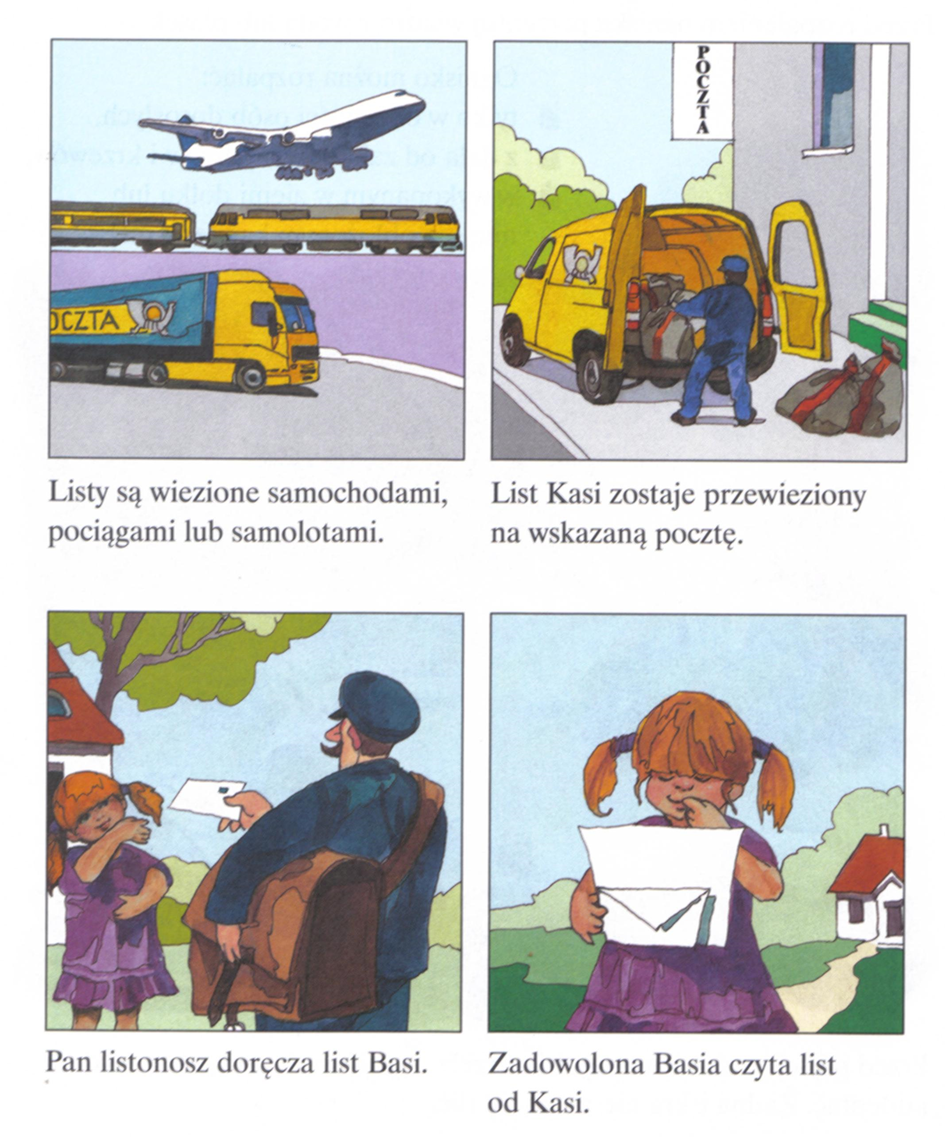 POCZTA
OCZTA
Listy są wiezione samochodami,
pociągami lub samolotami.
List Kasi zostaje przewieziony
na wskazaną pocztę.
Pan listonosz doręcza list Basi.
Zadowolona Basia czyta list
od Kasi.